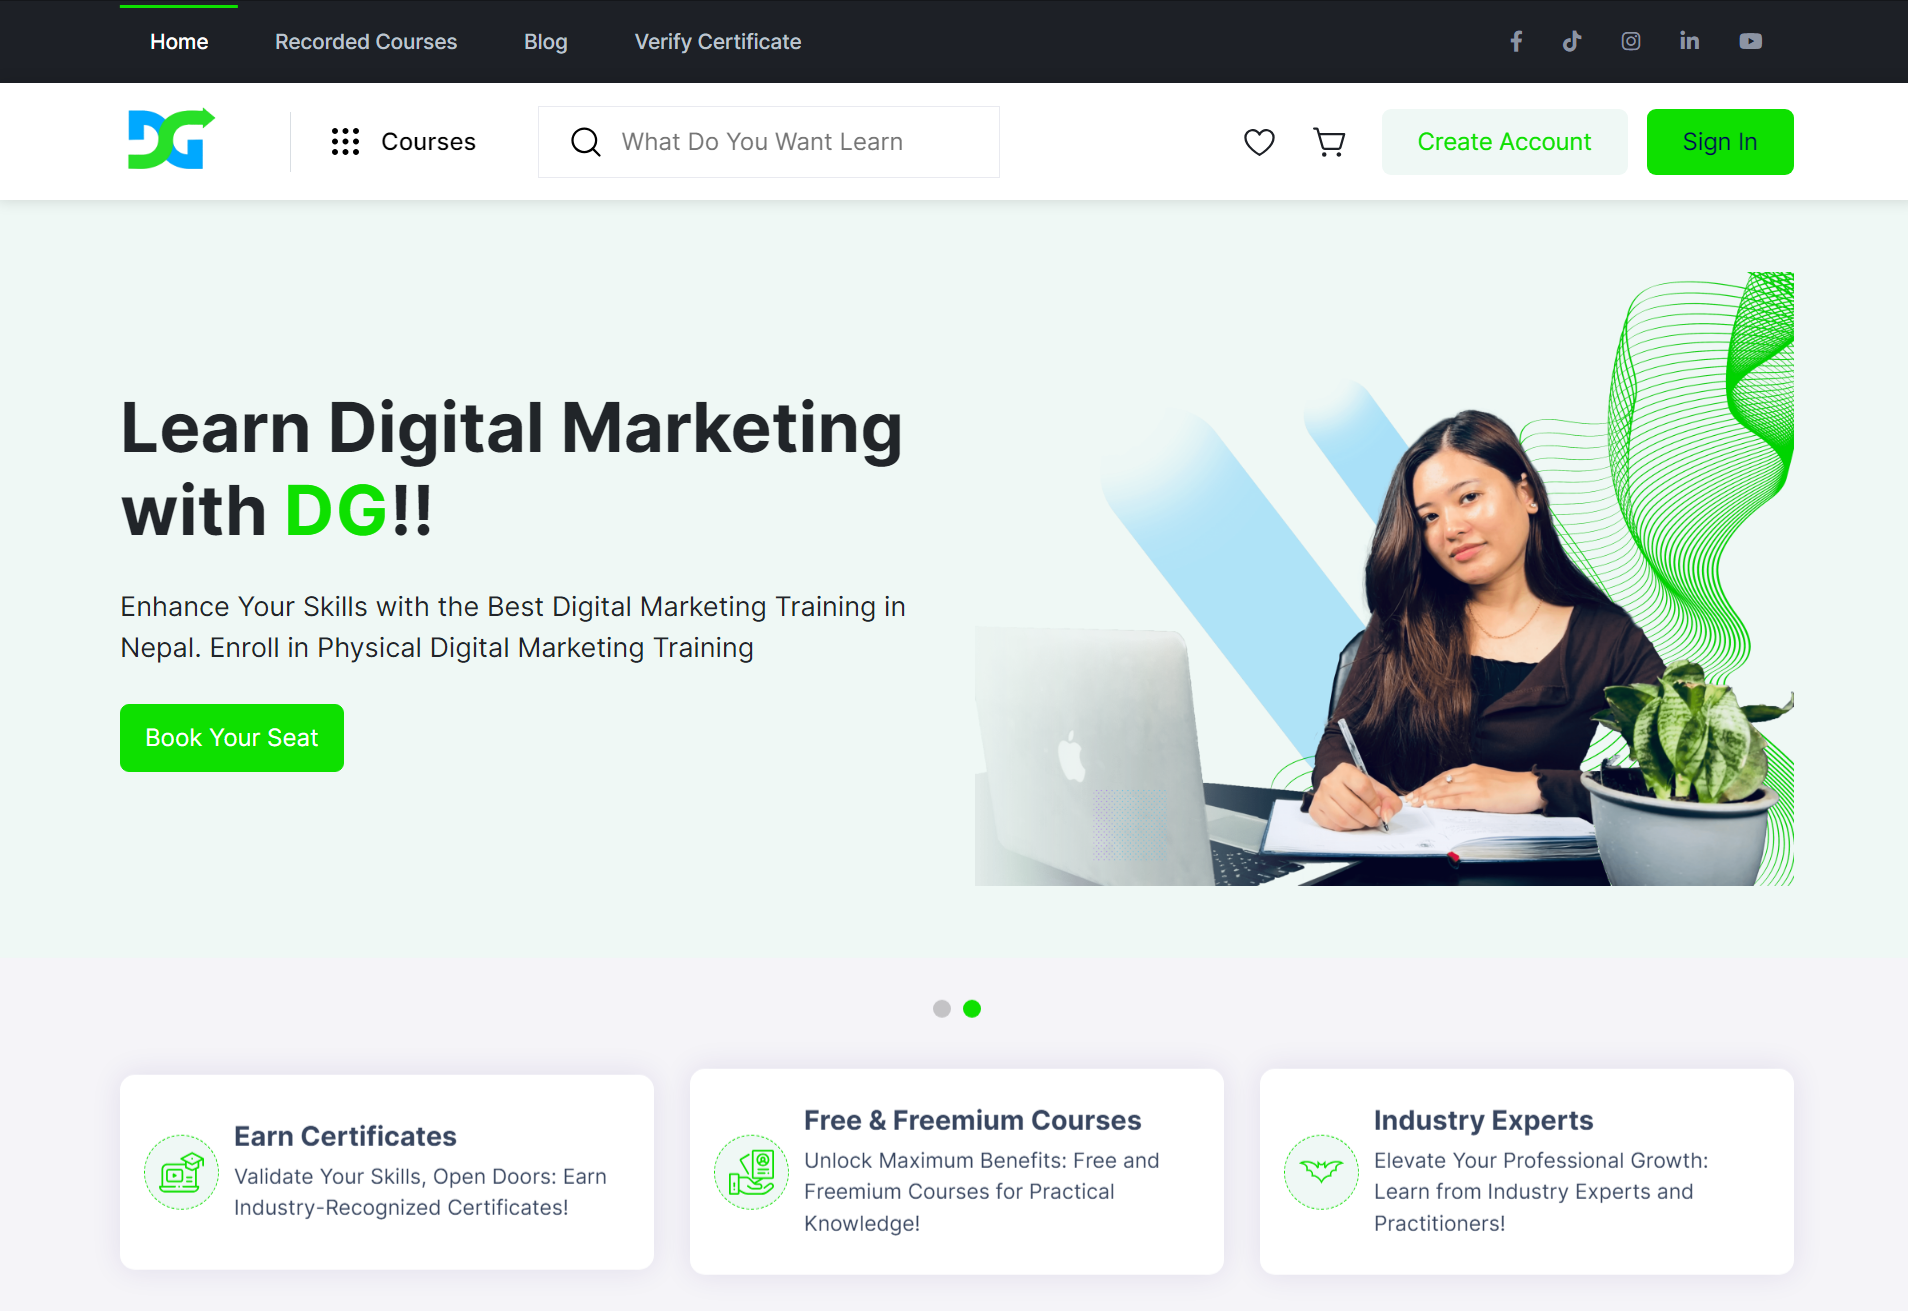 Home
Recorded Courses
Blog
Verify Certificate
DG
Courses
What Do You Want Learn
Create Account
Sign In
Learn Digital Marketing
with DG!!
Enhance Your Skills with the Best Digital Marketing Training in
Nepal. Enroll in Physical Digital Marketing Training
Book Your Seat
Earn Certificates
Validate Your Skills, Open Doors: Earn
Industry-Recognized Certificates!
Free & Freemium Courses
Unlock Maximum Benefits: Free and
Freemium Courses for Practical
Knowledge!
Industry Experts
Elevate Your Professional Growth:
Learn from Industry Experts and
Practitioners!